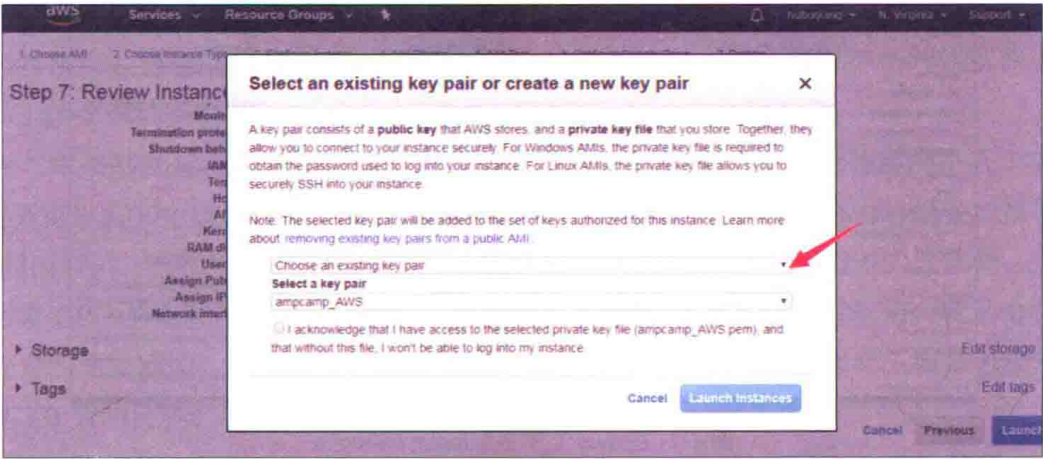 aws Services Resource Groups N. Virginia Support
1. Choose AMI 2. Choose Instance Type
Step 7: Review Instanc
Select an existing key pair or create a new key pair ×
A key pair consists of a public key that AWS stores, and a private key file that you store. Together, they
allow you to connect to your instance securely. For Windows AMIs, the private key file is required to
obtain the password used to log into your instance. For Linux AMIs, the private key file allows you to
securely SSH into your instance.
Note: The selected key pair will be added to the set of keys authorized for this instance. Learn more
about removing existing key pairs from a public AMI.
Choose an existing key pair
Select a key pair
ampcamp_AWS
I acknowledge that I have access to the selected private key file (ampcamp_AWS.pem), and
that without this file, I won't be able to log into my instance.
Cancel Launch Instances
Termination prote
Shutdown beh
IAM
Ten
Ho
Kern
RAM di
User
Assign Pub
Assign IP
Network interf
Storage Edit storage
Tags Edit tags
Cancel Previous Launch